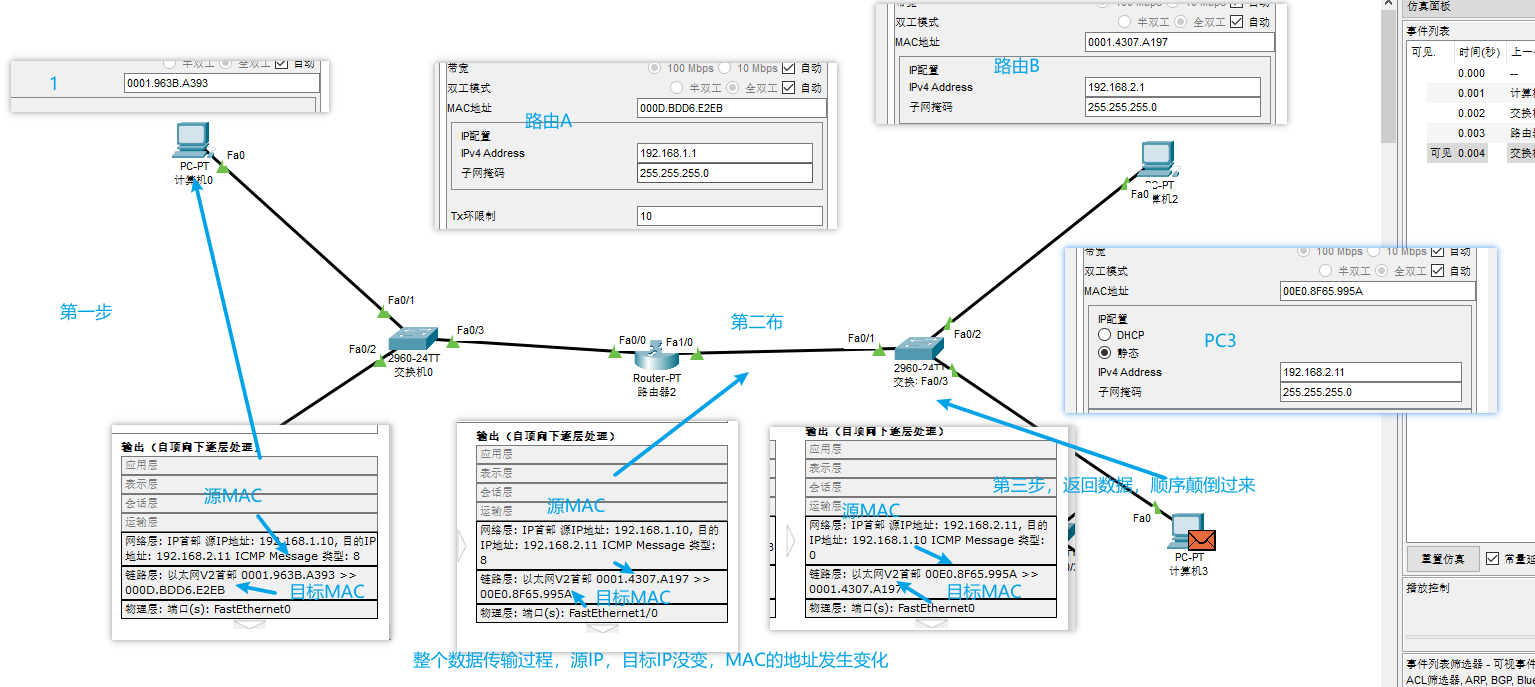 带宽
100 Mbps
10 Mbps
自动
双工模式
半双工
全双工
自动
MAC地址
0001.4307.A197
IP配置
路由B
IPv4 Address
192.168.2.1
子网掩码
255.255.255.0
仿真面板
事件列表
可见.
时间(秒)
上一
0.000
--
0.001
计算机
0.002
交换机
0.003
路由器
可见
0.004
交换机
半双工
全双工
自动
1
0001.963B.A393
带宽
100 Mbps
10 Mbps
自动
双工模式
半双工
全双工
自动
MAC地址
000D.BDD6.E2EB
路由A
IP配置
IPv4 Address
192.168.1.1
子网掩码
255.255.255.0
Tx环限制
10
PC-PT
计算机0
Fa0
Fa0
第一步
Fa0/1
Fa0/2
Fa0/3
2960-24TT
交换机0
Fa0/0
Fa1/0
Router-PT
路由器2
第二布
Fa0/1
Fa0/2
Fa0/3
带宽
100 Mbps
10 Mbps
自动
双工模式
半双工
全双工
自动
MAC地址
00E0.8F65.995A
IP配置
DHCP
静态
PC3
IPv4 Address
192.168.2.11
子网掩码
255.255.255.0
输出（自顶向下逐层处理）
应用层
表示层
会话层
运输层
源MAC
网络层: IP首部 源IP地址: 192.168.1.10, 目的IP
地址: 192.168.2.11 ICMP Message 类型: 8
链路层: 以太网V2首部 0001.963B.A393 >>
000D.BDD6.E2EB
目标MAC
物理层: 端口(s): FastEthernet0
输出（自顶向下逐层处理）
应用层
表示层
会话层
运输层
源MAC
网络层: IP首部 源IP地址: 192.168.1.10, 目的
IP地址: 192.168.2.11 ICMP Message 类型:
8
链路层: 以太网V2首部 0001.4307.A197 >>
00E0.8F65.995A
目标MAC
物理层: 端口(s): FastEthernet1/0
输出（自顶向下逐层处理）
应用层
表示层
会话层
运输层
源MAC
网络层: IP首部 源IP地址: 192.168.2.11, 目的
IP地址: 192.168.1.10 ICMP Message 类型:
0
链路层: 以太网V2首部 00E0.8F65.995A >>
0001.4307.A197
目标MAC
物理层: 端口(s): FastEthernet0
第三步，返回数据，顺序颠倒过来
Fa0
PC-PT
计算机3
重置仿真
常量延
播放控制
事件列表筛选器 - 可视事件
ACL筛选器, ARP, BGP, Blue
整个数据传输过程，源IP，目标IP没变，MAC的地址发生变化